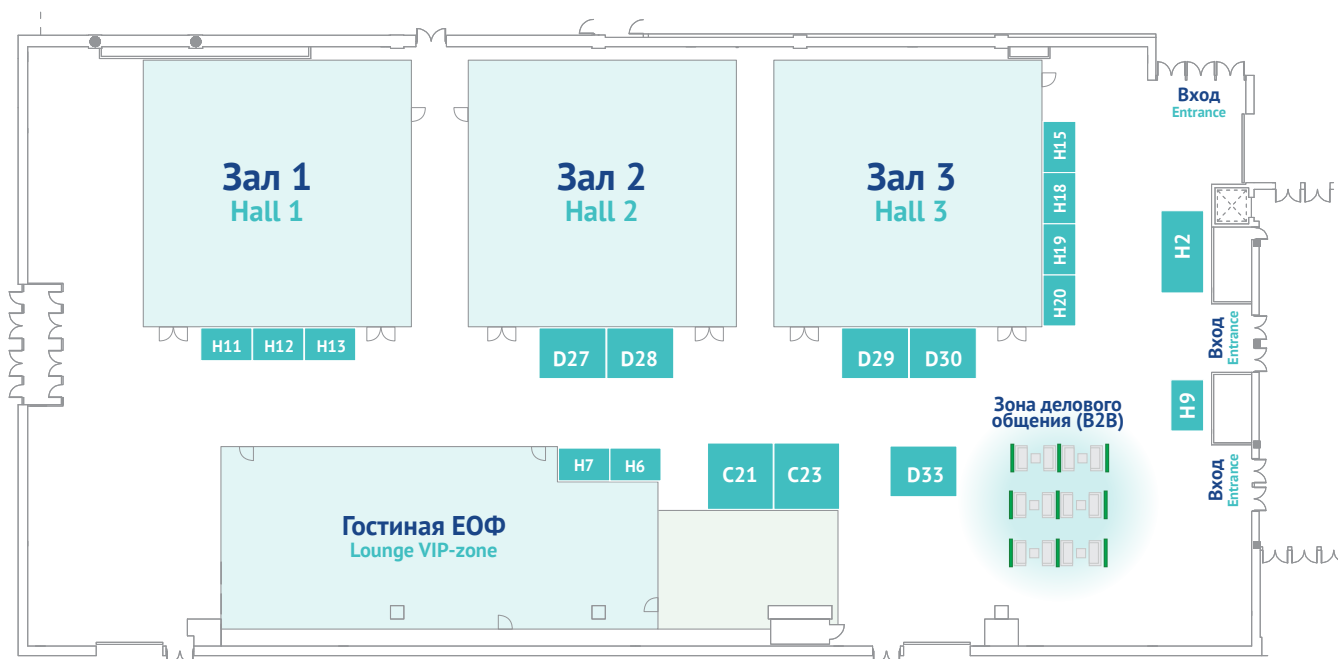 Вход
Entrance
Зал 1
Hall 1
Зал 2
Hall 2
Зал 3
Hall 3
H15
H18
H19
H20
H2
H11
H12
H13
D27
D28
D29
D30
Вход
Entrance
H9
Зона делового
общения (B2B)
H7
H6
C21
C23
D33
Вход
Entrance
Гостиная ЕОФ
Lounge VIP-zone